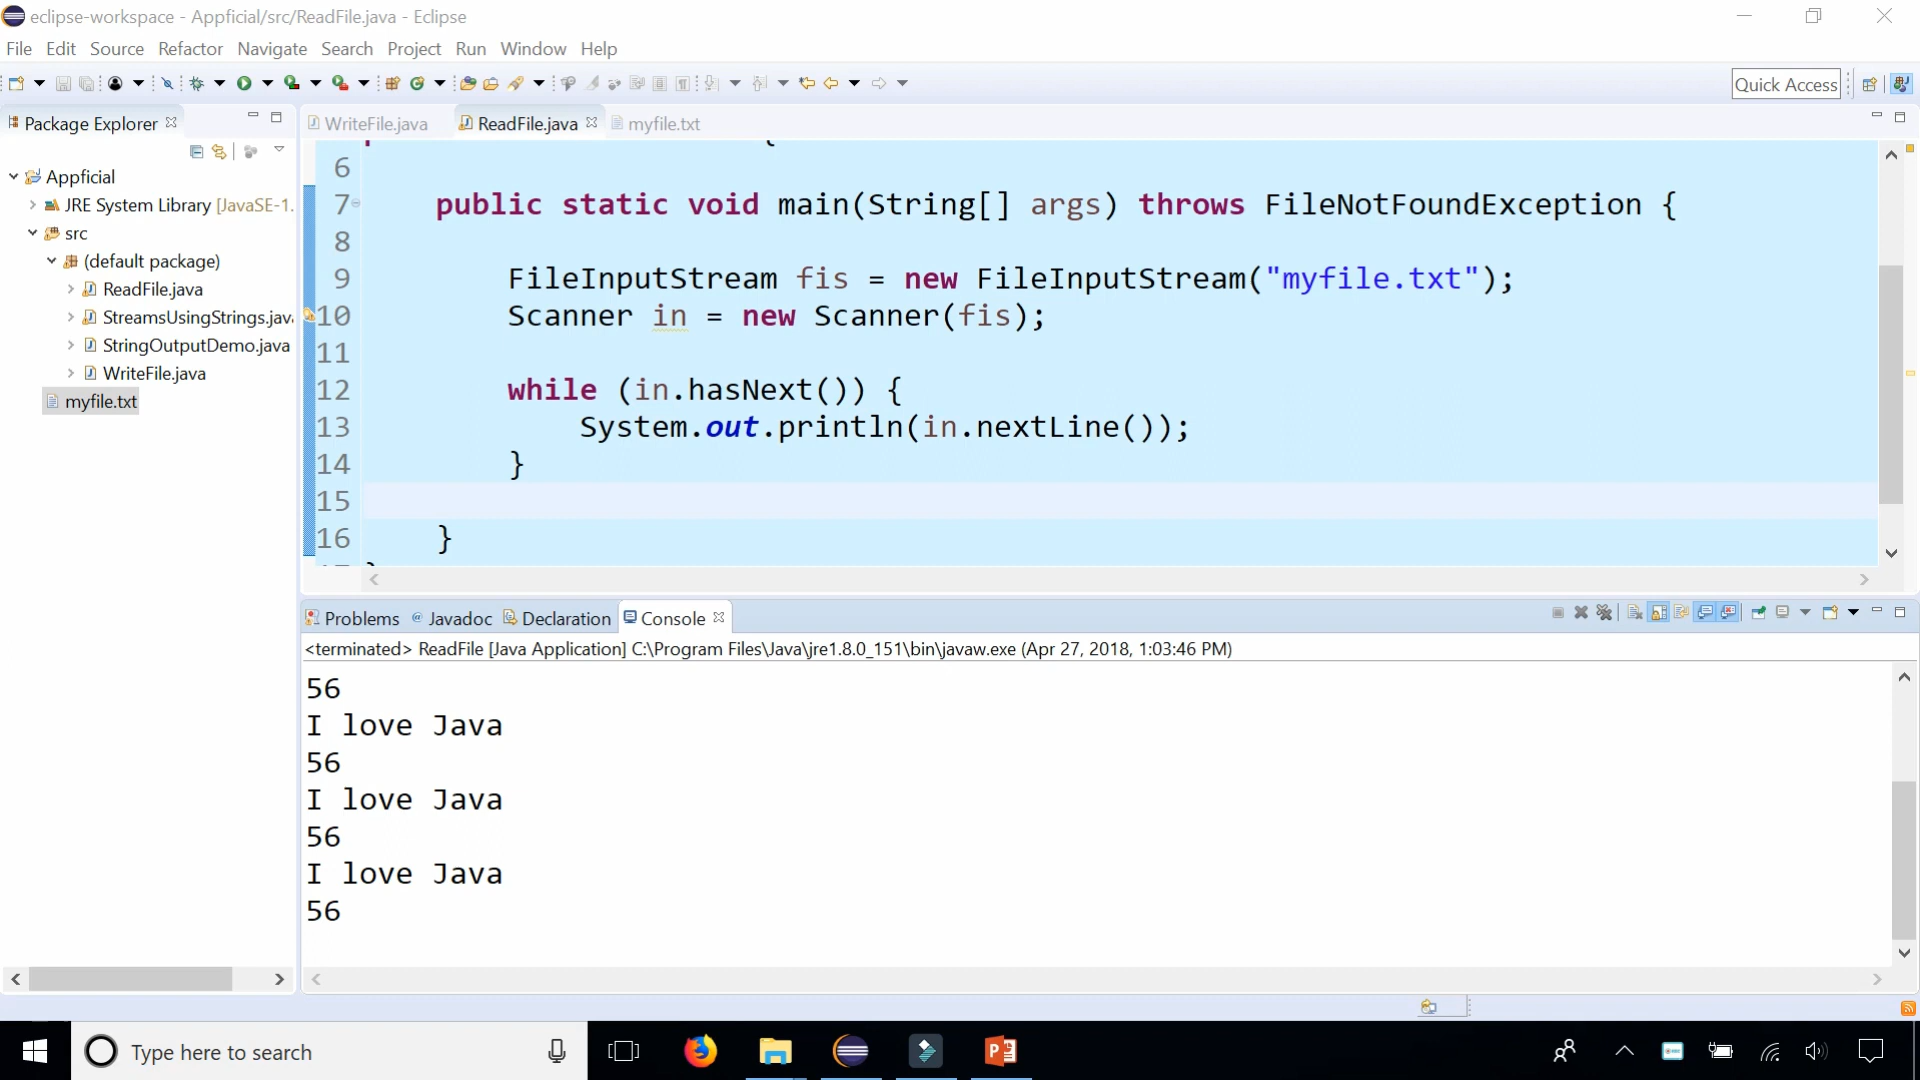 eclipse-workspace - Appficial/src/ReadFile.java - Eclipse
File Edit Source Refactor Navigate Search Project Run Window Help
Quick Access
Package Explorer
WriteFile.java ReadFile.java myfile.txt
Appficial
JRE System Library [JavaSE-1.
src
(default package)
ReadFile.java
StreamsUsingStrings.java
StringOutputDemo.java
WriteFile.java
myfile.txt
6
7 public static void main(String[] args) throws FileNotFoundException {
8
9 FileInputStream fis = new FileInputStream("myfile.txt");
10 Scanner in = new Scanner(fis);
11
12 while (in.hasNext()) {
13 System.out.println(in.nextLine());
14 }
15
16 }
Problems Javadoc Declaration Console
<terminated> ReadFile [Java Application] C:\Program Files\Java\jre1.8.0_151\bin\javaw.exe (Apr 27, 2018, 1:03:46 PM)
56
I love Java
56
I love Java
56
I love Java
56
Type here to search